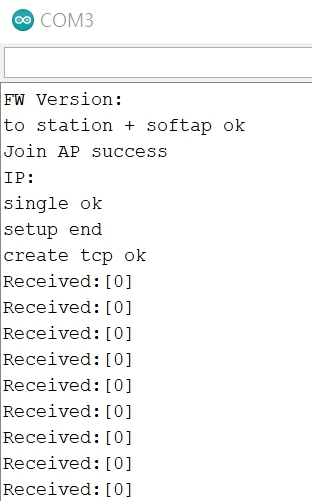 COM3
FW Version:
to station + softap ok
Join AP success
IP:
single ok
setup end
create tcp ok
Received:[0]
Received:[0]
Received:[0]
Received:[0]
Received:[0]
Received:[0]
Received:[0]
Received:[0]
Received:[0]